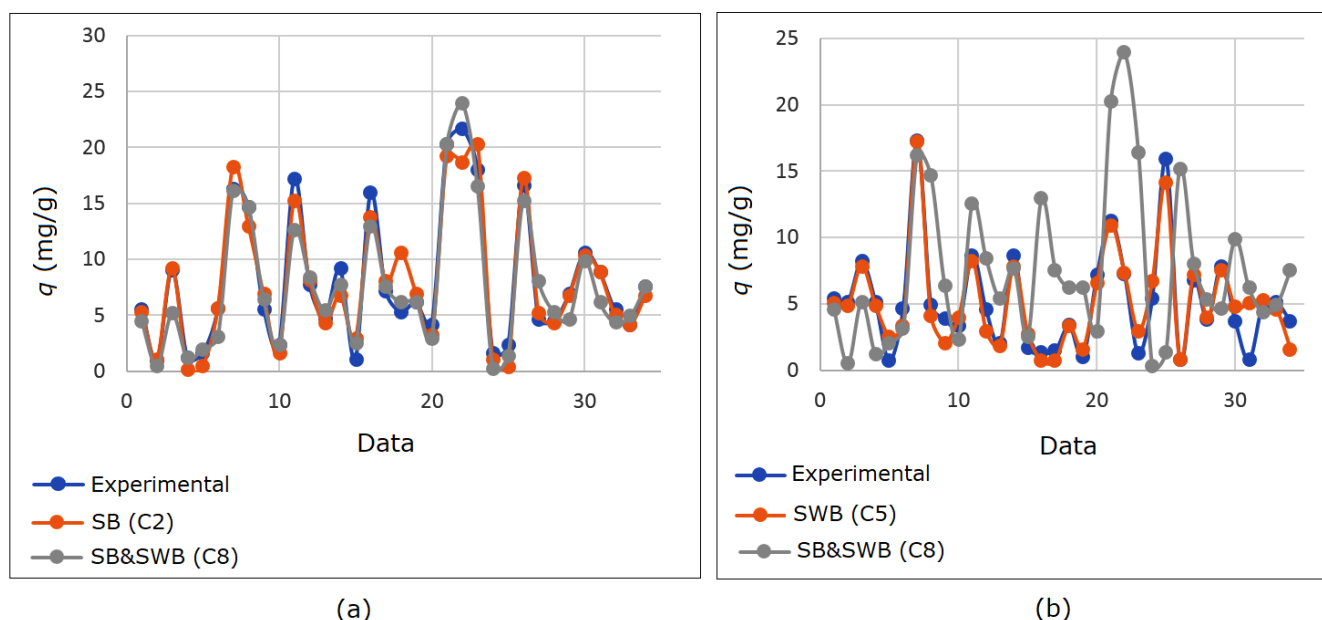 30
25
20
15
10
5
0
q (mg/g)
0 10 20 30
Data
Experimental
SB (C2)
SB&SWB (C8)
(a)
25
20
15
10
5
0
q (mg/g)
0 10 20 30
Data
Experimental
SWB (C5)
SB&SWB (C8)
(b)